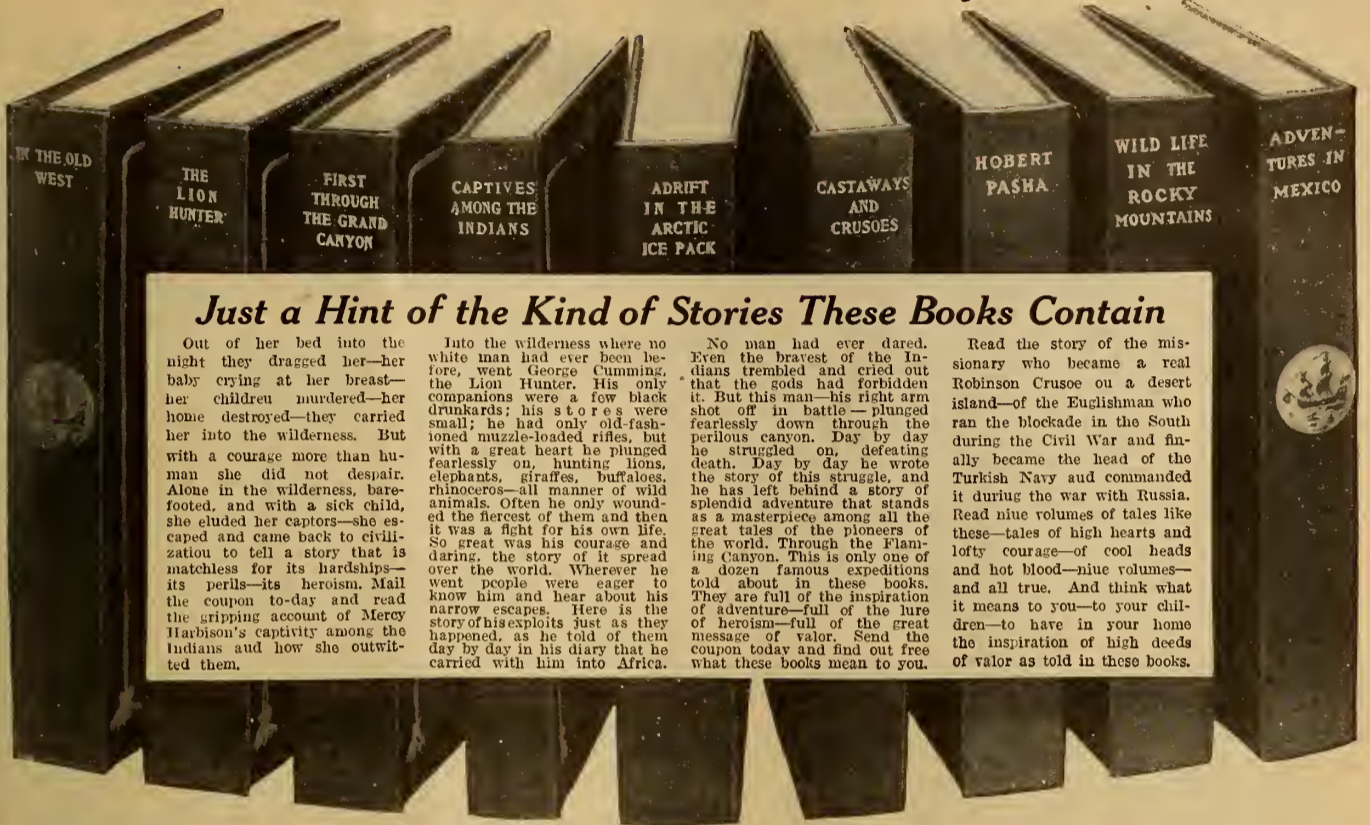 IN THE OLD
WEST
THE
LION
HUNTER
FIRST
THROUGH
THE GRAND
CANYON
CAPTIVES
AMONG THE
INDIANS
ADRIFT
IN THE
ARCTIC
ICE PACK
CASTAWAYS
AND
CRUSOES
HOBERT
PASHA
WILD LIFE
IN THE
ROCKY
MOUNTAINS
ADVEN-
TURES IN
MEXICO
Just a Hint of the Kind of Stories These Books Contain
Out of her bed into the
night they dragged her—her
baby crying at her breast—
her children murdered—her
home destroyed—they carried
her into the wilderness. But
with a courage more than hu-
man she did not despair.
Alone in the wilderness, bare-
footed, and with a sick child,
she eluded her captors—she es-
caped and came back to civili-
zation to tell a story that is
matchless for its hardships—
its perils—its heroism. Mail
the coupon to-day and read
the gripping account of Mercy
Harbison's captivity among the
Indians and how she outwit-
ted them.
Into the wilderness where no
white man had ever been be-
fore, went George Cumming,
the Lion Hunter. His only
companions were a few black
drunkards; his stores were
small; he had only old-fash-
ioned muzzle-loaded rifles, but
with a great heart he plunged
fearlessly on, hunting lions,
elephants, giraffes, buffaloes,
rhinoceros—all manner of wild
animals. Often he only wound-
ed the fiercest of them and then
it was a fight for his own life.
So great was his courage and
daring, the story of it spread
over the world. Wherever he
went people were eager to
know him and hear about his
narrow escapes. Here is the
story of his exploits just as they
happened, as he told of them
day by day in his diary that he
carried with him into Africa.
No man had ever dared.
Even the bravest of the In-
dians trembled and cried out
that the gods had forbidden
it. But this man—his right arm
shot off in battle—plunged
fearlessly down through the
perilous canyon. Day by day
he struggled on, defeating
death. Day by day he wrote
the story of this struggle, and
he has left behind a story of
splendid adventure that stands
as a masterpiece among all the
great tales of the pioneers of
the world. Through the Flam-
ing Canyon. This is only one of
a dozen famous expeditions
told about in these books.
They are full of the inspiration
of adventure—full of the lure
of heroism—full of the great
message of valor. Send the
coupon today and find out free
what these books mean to you.
Read the story of the mis-
sionary who became a real
Robinson Crusoe on a desert
island—of the Englishman who
ran the blockade in the South
during the Civil War and fin-
ally became the head of the
Turkish Navy and commanded
it during the war with Russia.
Read nine volumes of tales like
these—tales of high hearts and
lofty courage—of cool heads
and hot blood—nine volumes—
and all true. And think what
it means to you—to your chil-
dren—to have in your home
the inspiration of high deeds
of valor as told in these books.